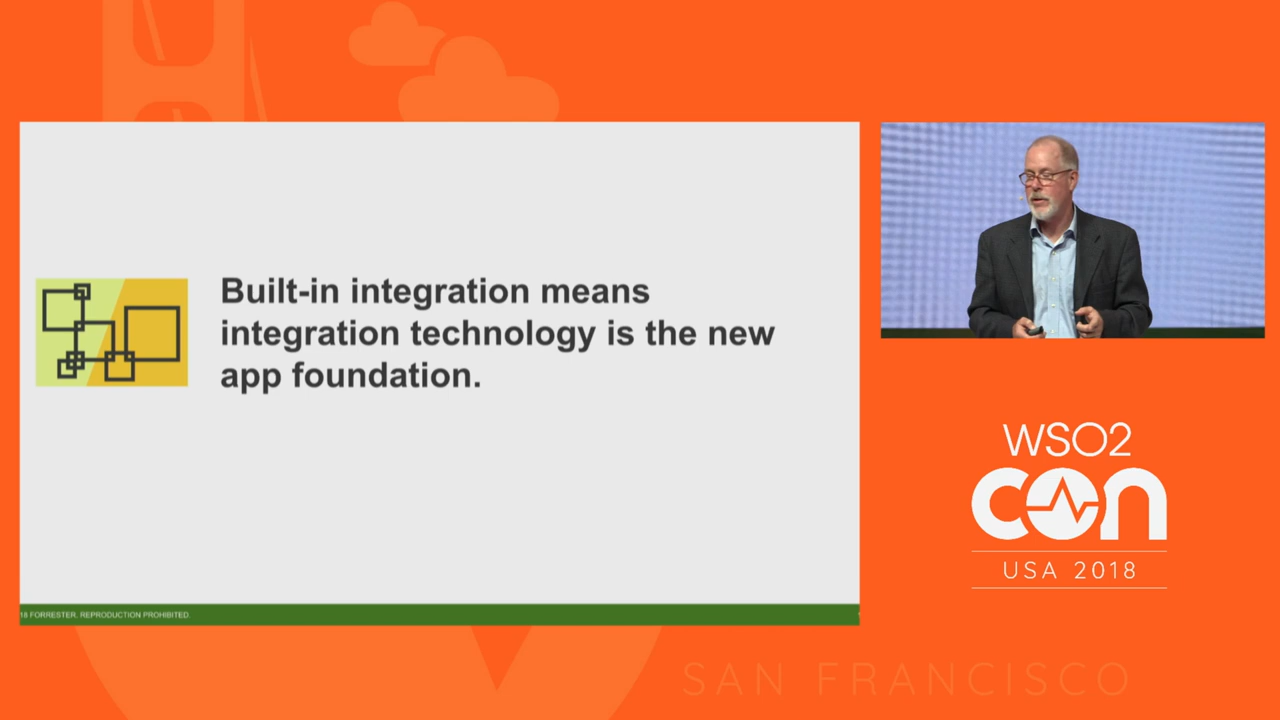 Built-in integration means
integration technology is the new
app foundation.
18 FORRESTER. REPRODUCTION PROHIBITED.
WSO2
CON
USA 2018
SAN FRANCISCO